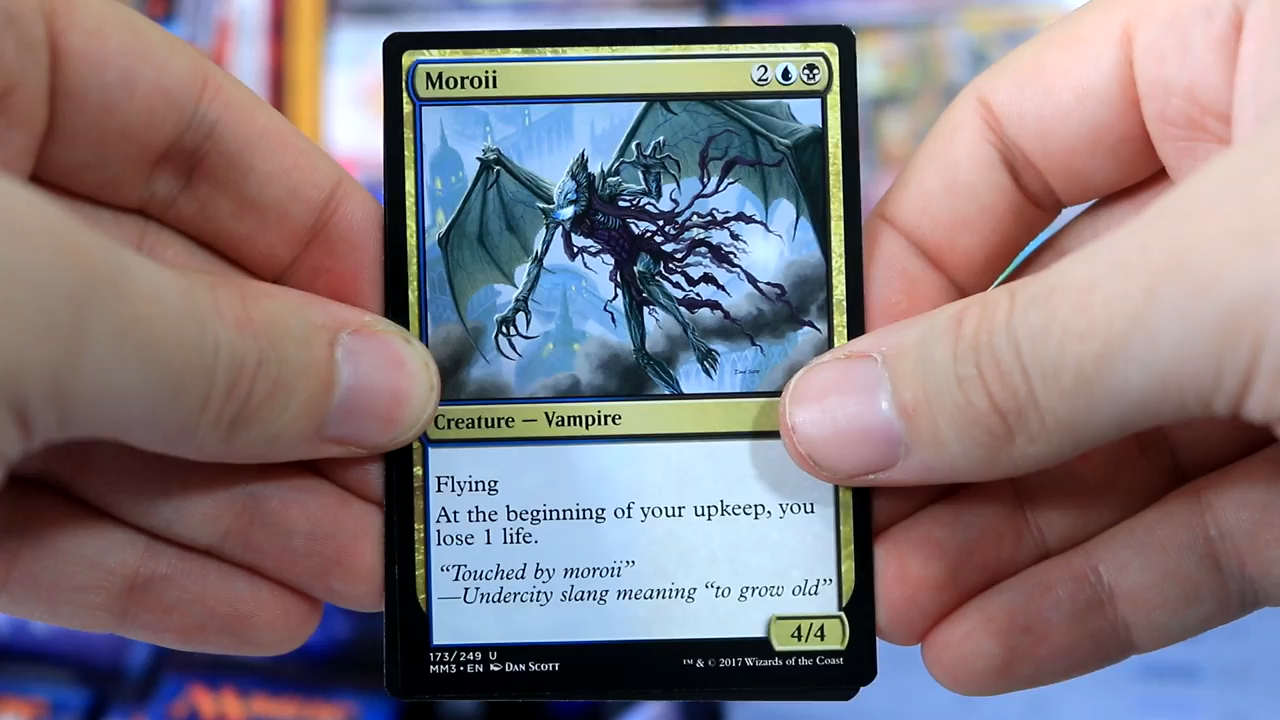 Moroii 2
Creature — Vampire
Flying
At the beginning of your upkeep, you
lose 1 life.
“Touched by moroii”
—Undercity slang meaning “to grow old”
4/4
173/249 U
MM3 • EN Dan Scott
™ & © 2017 Wizards of the Coast